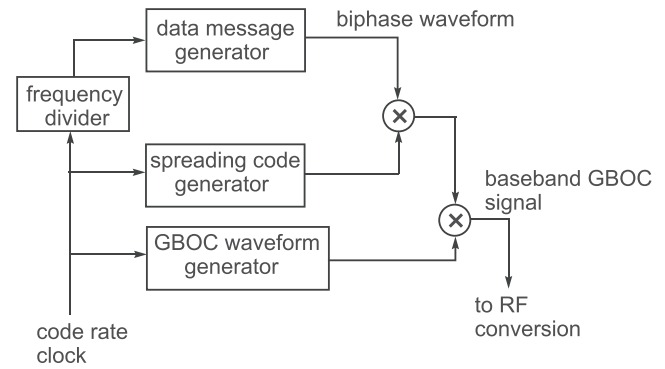 data message
generator
biphase waveform
frequency
divider
spreading code
generator
baseband GBOC
signal
GBOC waveform
generator
to RF
conversion
code rate
clock